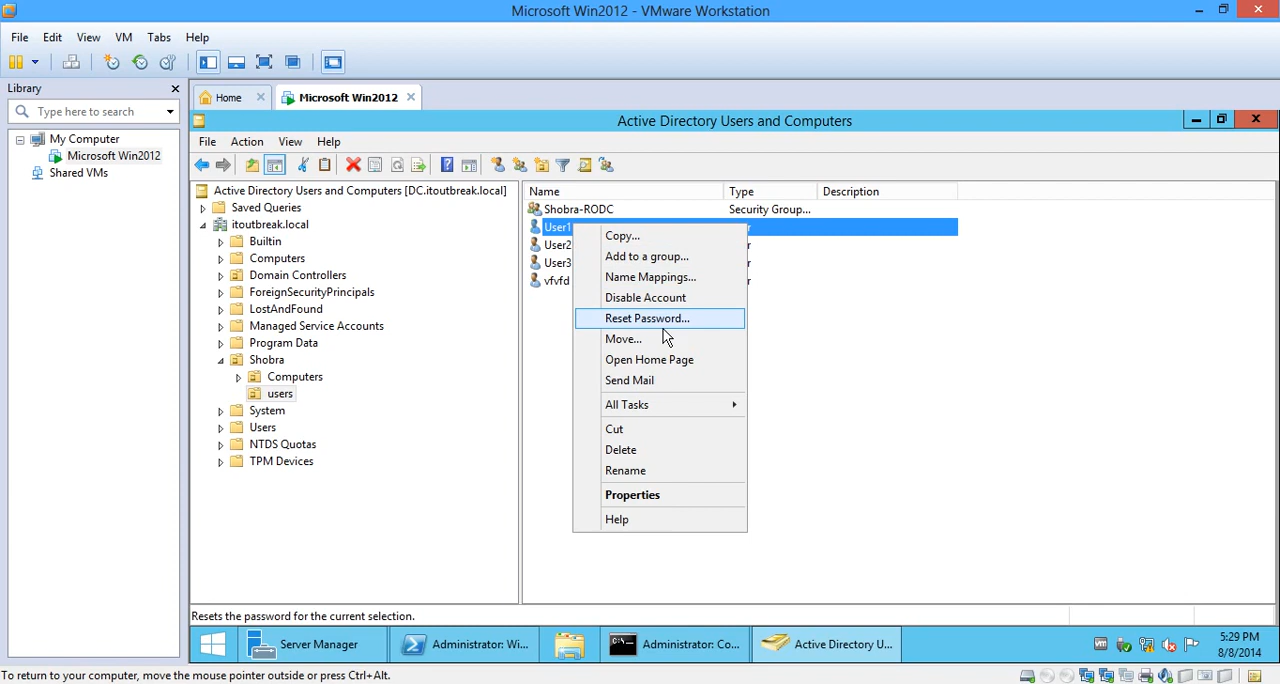 Microsoft Win2012 - VMware Workstation
File Edit View VM Tabs Help
Library
Home
Microsoft Win2012
Type here to search
Active Directory Users and Computers
My Computer
Microsoft Win2012
Shared VMs
File Action View Help
Active Directory Users and Computers [DC.itoutbreak.local]
Saved Queries
itoutbreak.local
Builtin
Computers
Domain Controllers
ForeignSecurityPrincipals
LostAndFound
Managed Service Accounts
Program Data
Shobra
Computers
users
System
Users
NTDS Quotas
TPM Devices
Name Type Description
Shobra-RODC Security Group...
User1
User2
User3
vfvfd
Copy...
Add to a group...
Name Mappings...
Disable Account
Reset Password...
Move...
Open Home Page
Send Mail
All Tasks
Cut
Delete
Rename
Properties
Help
Resets the password for the current selection.
Server Manager
Administrator: Wi...
Administrator: Co...
Active Directory U...
5:29 PM
8/8/2014
To return to your computer, move the mouse pointer outside or press Ctrl+Alt.